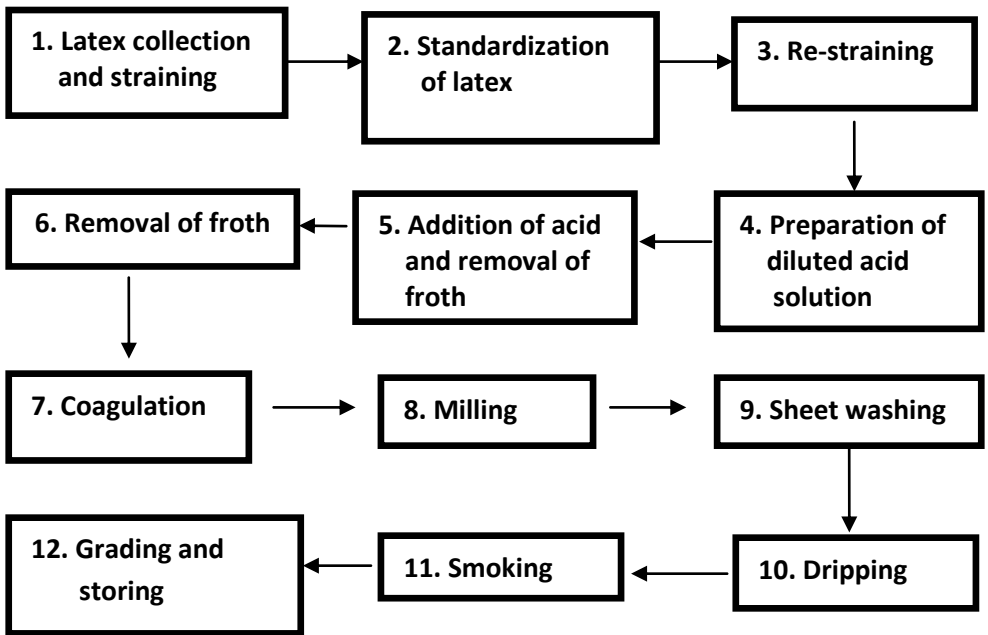 1. Latex collection
and straining
2. Standardization
of latex
3. Re-straining
4. Preparation of
diluted acid
solution
5. Addition of acid
and removal of
froth
6. Removal of froth
7. Coagulation
8. Milling
9. Sheet washing
10. Dripping
11. Smoking
12. Grading and
storing